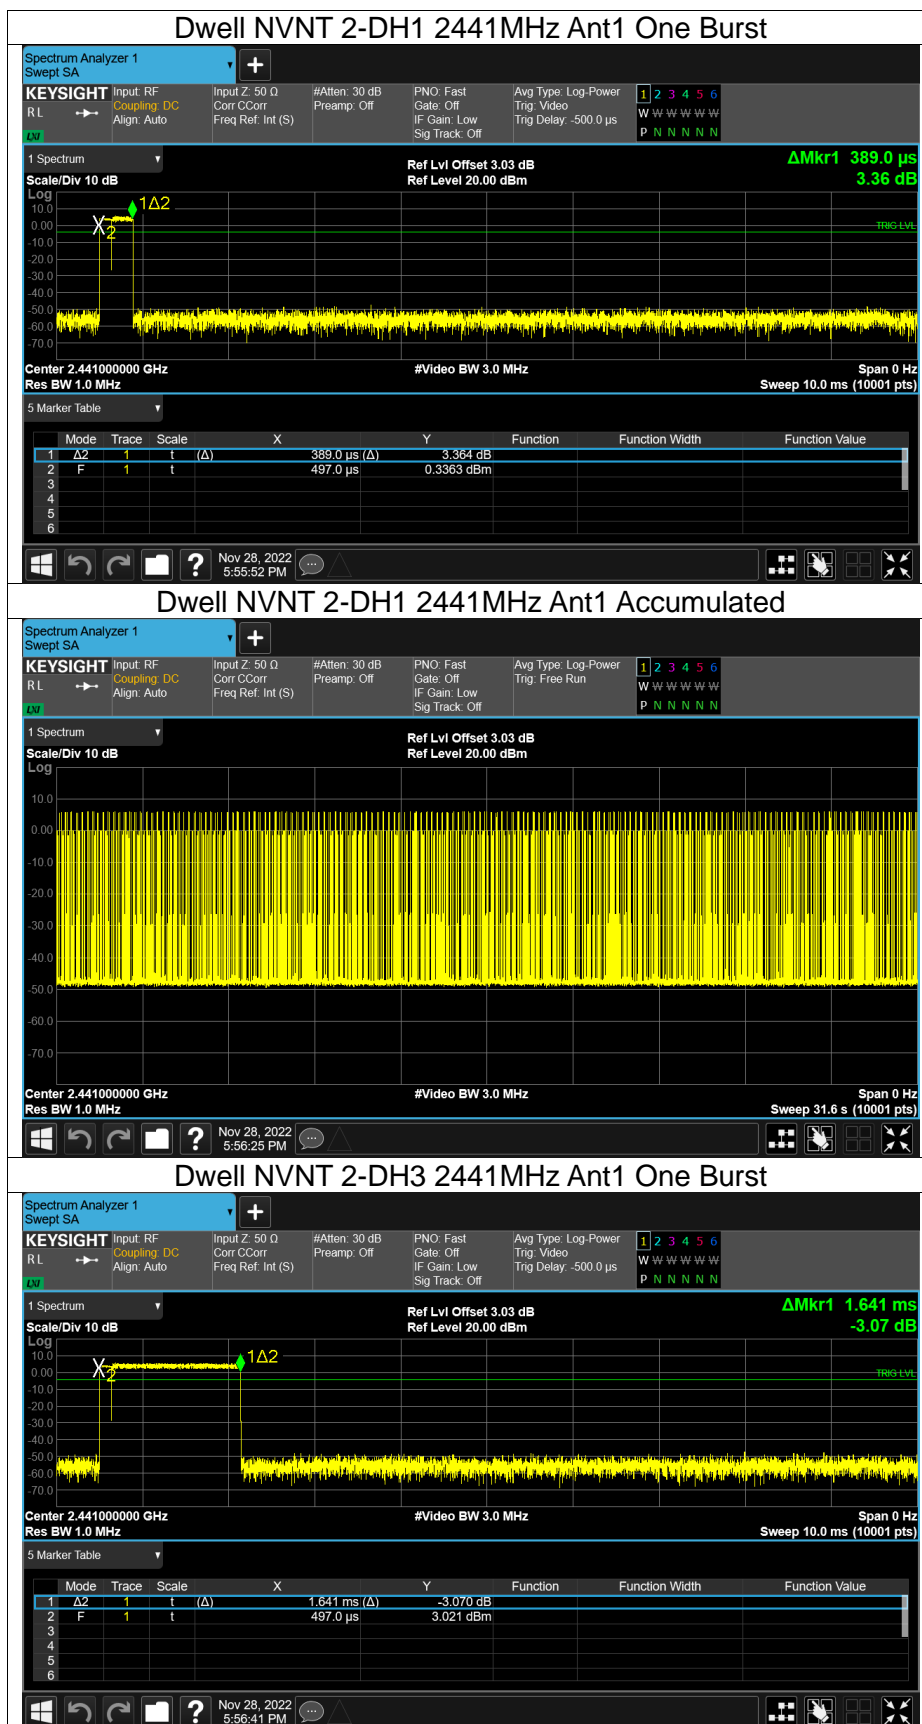 Dwell NVNT 2-DH1 2441MHz Ant1 One Burst
Spectrum Analyzer 1
Swept SA
KEYSIGHT Input: RF Input Z: 50 Ω #Atten: 30 dB PNO: Fast Avg Type: Log-Power 1 2 3 4 5 6
R L Coupling: DC Corr CCorr Preamp: Off Gate: Off Trig: Video W W W W W W
Align: Auto Freq Ref: Int (S) IF Gain: Low Trig Delay: -500.0 µs
LXI Sig Track: Off P N N N N N
1 Spectrum Ref Lvl Offset 3.03 dB ΔMkr1 389.0 µs
Scale/Div 10 dB Ref Level 20.00 dBm 3.36 dB
Log
10.0 1Δ2
0.00 X2 TRIG LVL
-10.0
-20.0
-30.0
-40.0
-50.0
-60.0
-70.0
Center 2.441000000 GHz #Video BW 3.0 MHz Span 0 Hz
Res BW 1.0 MHz Sweep 10.0 ms (10001 pts)
5 Marker Table
Mode Trace Scale X Y Function Function Width Function Value
1 Δ2 1 t (Δ) 389.0 µs (Δ) 3.364 dB
2 F 1 t 497.0 µs 0.3363 dBm
3
4
5
6
? Nov 28, 2022
5:55:52 PM
Dwell NVNT 2-DH1 2441MHz Ant1 Accumulated
Spectrum Analyzer 1
Swept SA
KEYSIGHT Input: RF Input Z: 50 Ω #Atten: 30 dB PNO: Fast Avg Type: Log-Power 1 2 3 4 5 6
R L Coupling: DC Corr CCorr Preamp: Off Gate: Off Trig: Free Run W W W W W W
Align: Auto Freq Ref: Int (S) IF Gain: Low
LXI Sig Track: Off P N N N N N
1 Spectrum Ref Lvl Offset 3.03 dB
Scale/Div 10 dB Ref Level 20.00 dBm
Log
10.0
0.00
-10.0
-20.0
-30.0
-40.0
-50.0
-60.0
-70.0
Center 2.441000000 GHz #Video BW 3.0 MHz Span 0 Hz
Res BW 1.0 MHz Sweep 31.6 s (10001 pts)
? Nov 28, 2022
5:56:25 PM
Dwell NVNT 2-DH3 2441MHz Ant1 One Burst
Spectrum Analyzer 1
Swept SA
KEYSIGHT Input: RF Input Z: 50 Ω #Atten: 30 dB PNO: Fast Avg Type: Log-Power 1 2 3 4 5 6
R L Coupling: DC Corr CCorr Preamp: Off Gate: Off Trig: Video W W W W W W
Align: Auto Freq Ref: Int (S) IF Gain: Low Trig Delay: -500.0 µs
LXI Sig Track: Off P N N N N N
1 Spectrum Ref Lvl Offset 3.03 dB ΔMkr1 1.641 ms
Scale/Div 10 dB Ref Level 20.00 dBm -3.07 dB
Log
10.0 1Δ2
0.00 X2 TRIG LVL
-10.0
-20.0
-30.0
-40.0
-50.0
-60.0
-70.0
Center 2.441000000 GHz #Video BW 3.0 MHz Span 0 Hz
Res BW 1.0 MHz Sweep 10.0 ms (10001 pts)
5 Marker Table
Mode Trace Scale X Y Function Function Width Function Value
1 Δ2 1 t (Δ) 1.641 ms (Δ) -3.070 dB
2 F 1 t 497.0 µs 3.021 dBm
3
4
5
6
? Nov 28, 2022
5:56:41 PM